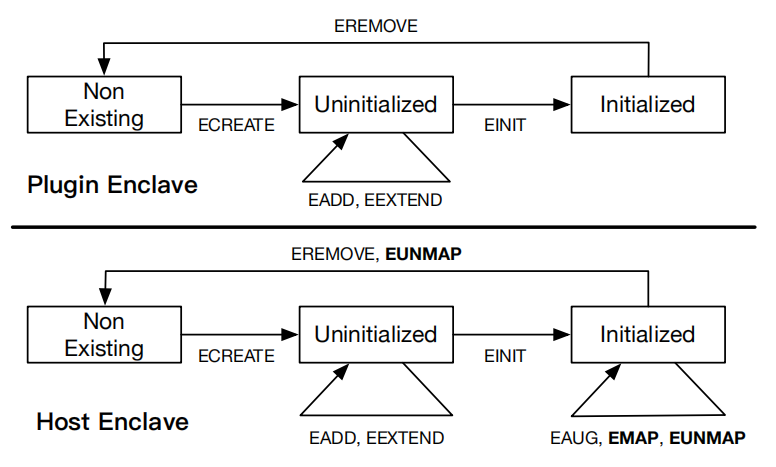 EREMOVE
Non
Existing
Uninitialized
Initialized
ECREATE
EINIT
Plugin Enclave
EADD, EEXTEND
EREMOVE, EUNMAP
Non
Existing
Uninitialized
Initialized
ECREATE
EINIT
Host Enclave
EADD, EEXTEND
EAUG, EMAP, EUNMAP